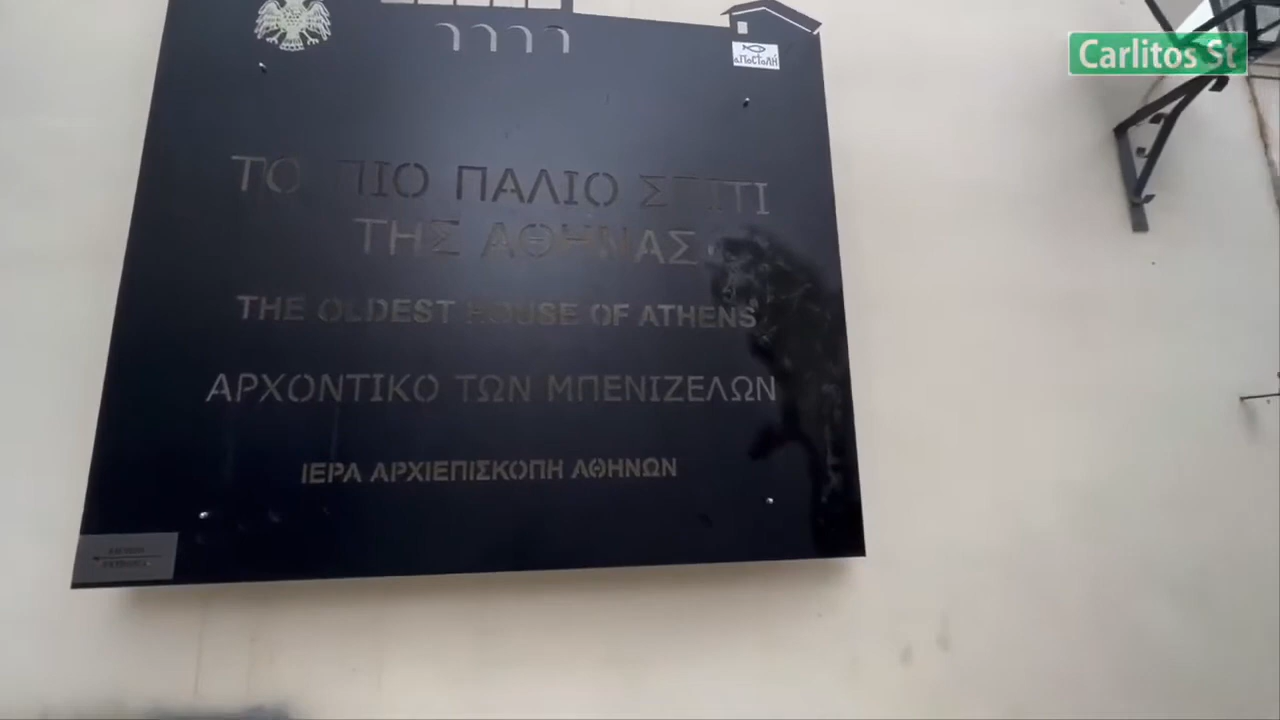 Carlitos St
αποστολή
ΤΟ ΠΙΟ ΠΑΛΙΟ ΣΠΙΤΙ
ΤΗΣ ΑΘΗΝΑΣ
THE OLDEST HOUSE OF ATHENS
ΑΡΧΟΝΤΙΚΟ ΤΩΝ ΜΠΕΝΙΖΕΛΩΝ
ΙΕΡΑ ΑΡΧΙΕΠΙΣΚΟΠΗ ΑΘΗΝΩΝ